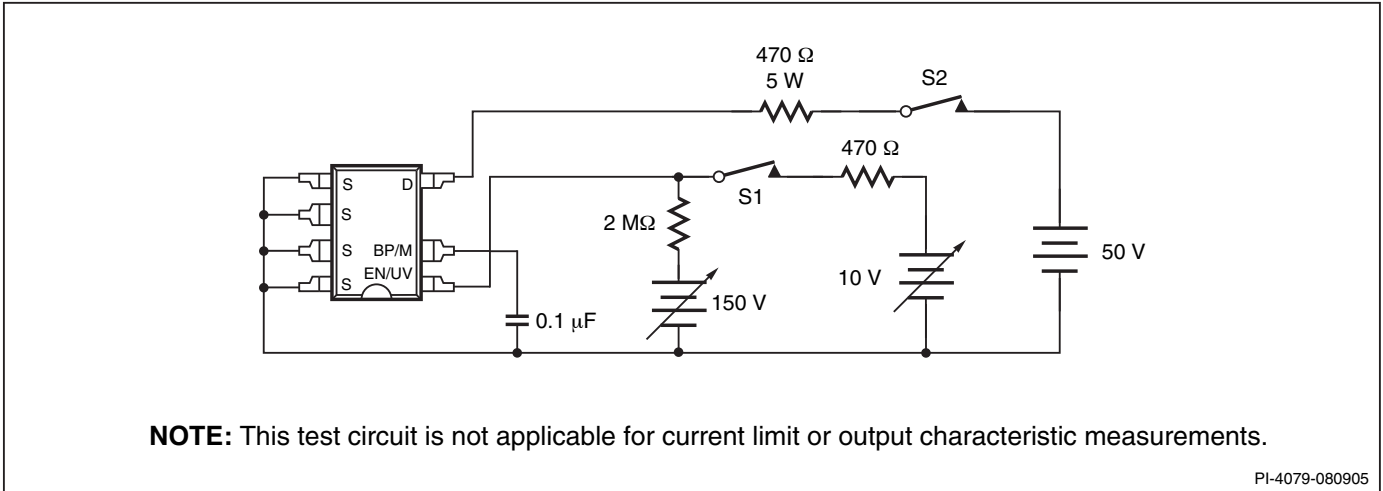 470 Ω
5 W
S2
470 Ω
S1
S D
S
S BP/M
EN/UV
S
2 MΩ
150 V
10 V
50 V
0.1 μF
NOTE: This test circuit is not applicable for current limit or output characteristic measurements.
PI-4079-080905